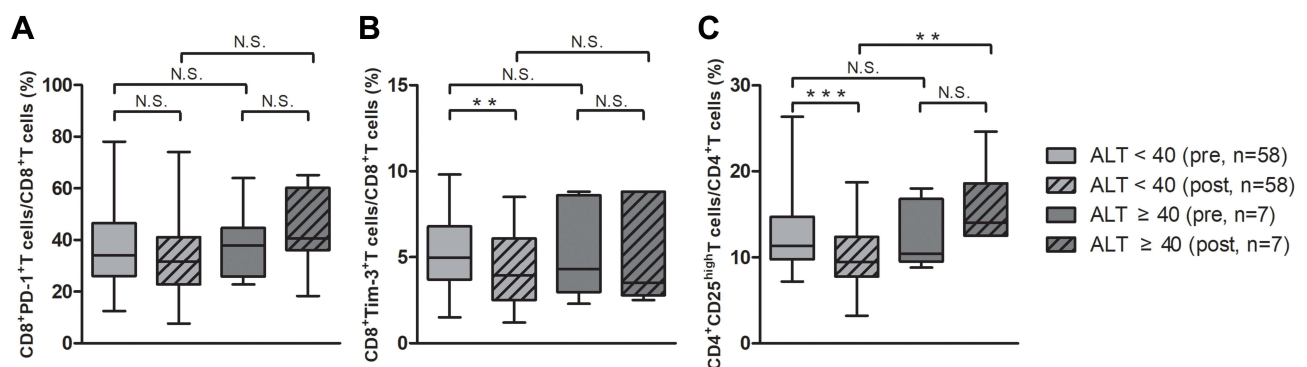 A
CD8⁺PD-1⁺T cells/CD8⁺T cells (%)
100
80
60
40
20
0
N.S.
N.S.
N.S.
N.S.
B
CD8⁺Tim-3⁺T cells/CD8⁺T cells (%)
15
10
5
0
N.S.
N.S.
* *
N.S.
C
CD4⁺CD25ʰⁱᵍʰT cells/CD4⁺T cells (%)
30
20
10
0
* *
N.S.
* * *
N.S.
ALT < 40 (pre, n=58)
ALT < 40 (post, n=58)
ALT ≥ 40 (pre, n=7)
ALT ≥ 40 (post, n=7)